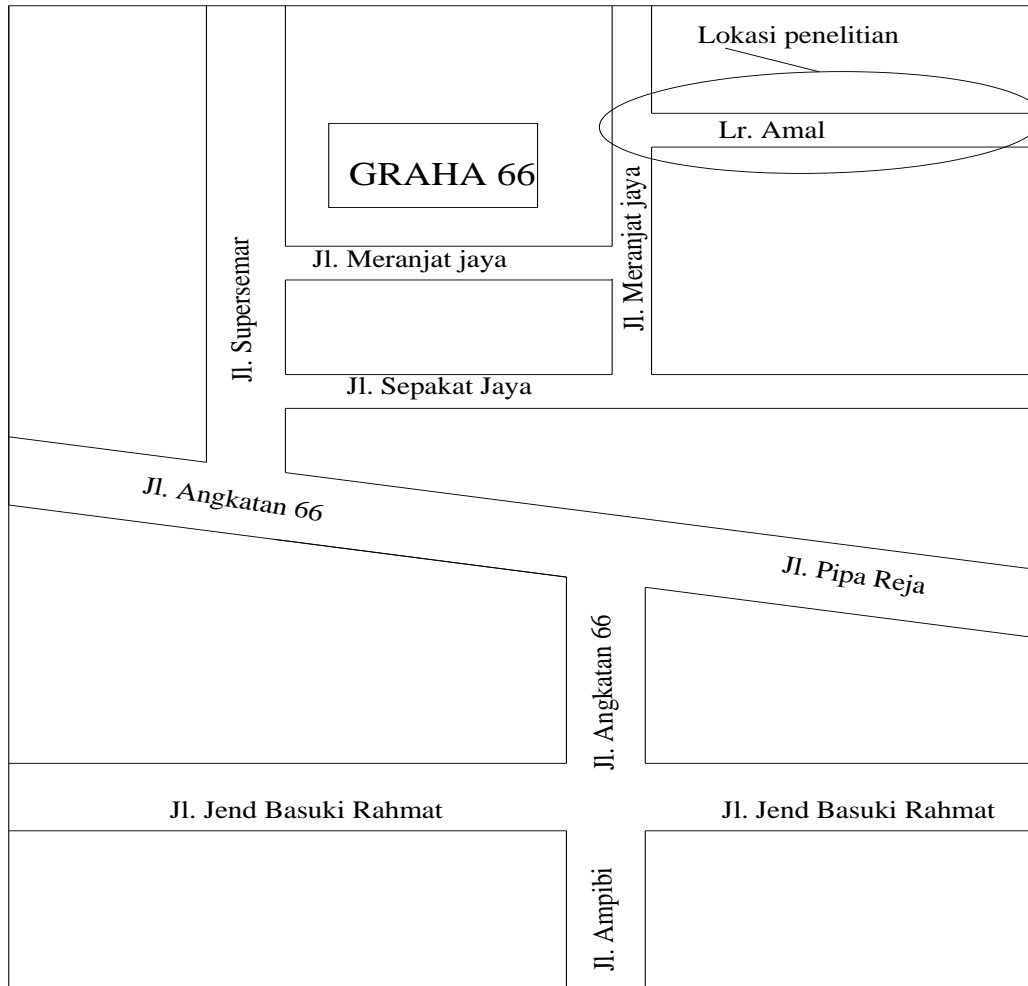 Lokasi penelitian
Lr. Amal
GRAHA 66
Jl. Meranjat jaya
Jl. Meranjat jaya
Jl. Supersemar
Jl. Sepakat Jaya
Jl. Angkatan 66
Jl. Pipa Reja
Jl. Angkatan 66
Jl. Jend Basuki Rahmat
Jl. Jend Basuki Rahmat
Jl. Ampibi